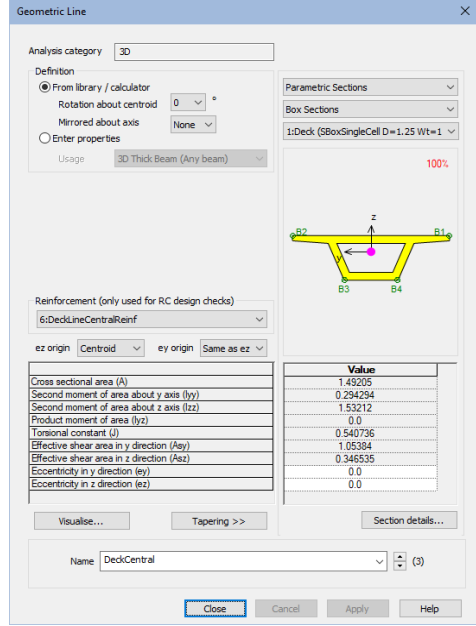 Geometric Line
Analysis category 3D
Definition
From library / calculator
Rotation about centroid 0 °
Mirrored about axis None
Enter properties
Usage 3D Thick Beam (Any beam)
Parametric Sections
Box Sections
1:Deck (SBoxSingleCell D=1.25 Wt=1
100%
z
B2 B1
y
B3 B4
Reinforcement (only used for RC design checks)
6:DeckLineCentralReinf
ez origin Centroid ey origin Same as ez
Value
Cross sectional area (A) 1.49205
Second moment of area about y axis (Iyy) 0.294294
Second moment of area about z axis (Izz) 1.53212
Product moment of area (Iyz) 0.0
Torsional constant (J) 0.540736
Effective shear area in y direction (Asy) 1.05384
Effective shear area in z direction (Asz) 0.346535
Eccentricity in y direction (ey) 0.0
Eccentricity in z direction (ez) 0.0
Visualise... Tapering >> Section details...
Name DeckCentral (3)
Close Cancel Apply Help